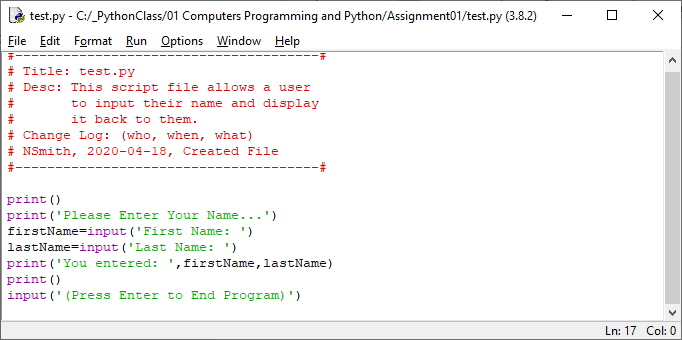 test.py - C:/_PythonClass/01 Computers Programming and Python/Assignment01/test.py (3.8.2)
File Edit Format Run Options Window Help
#--------------------------------------#
# Title: test.py
# Desc: This script file allows a user
#       to input their name and display
#       it back to them.
# Change Log: (who, when, what)
# NSmith, 2020-04-18, Created File
#--------------------------------------#
print()
print('Please Enter Your Name...')
firstName=input('First Name: ')
lastName=input('Last Name: ')
print('You entered: ',firstName,lastName)
print()
input('(Press Enter to End Program)')
Ln: 17 Col: 0